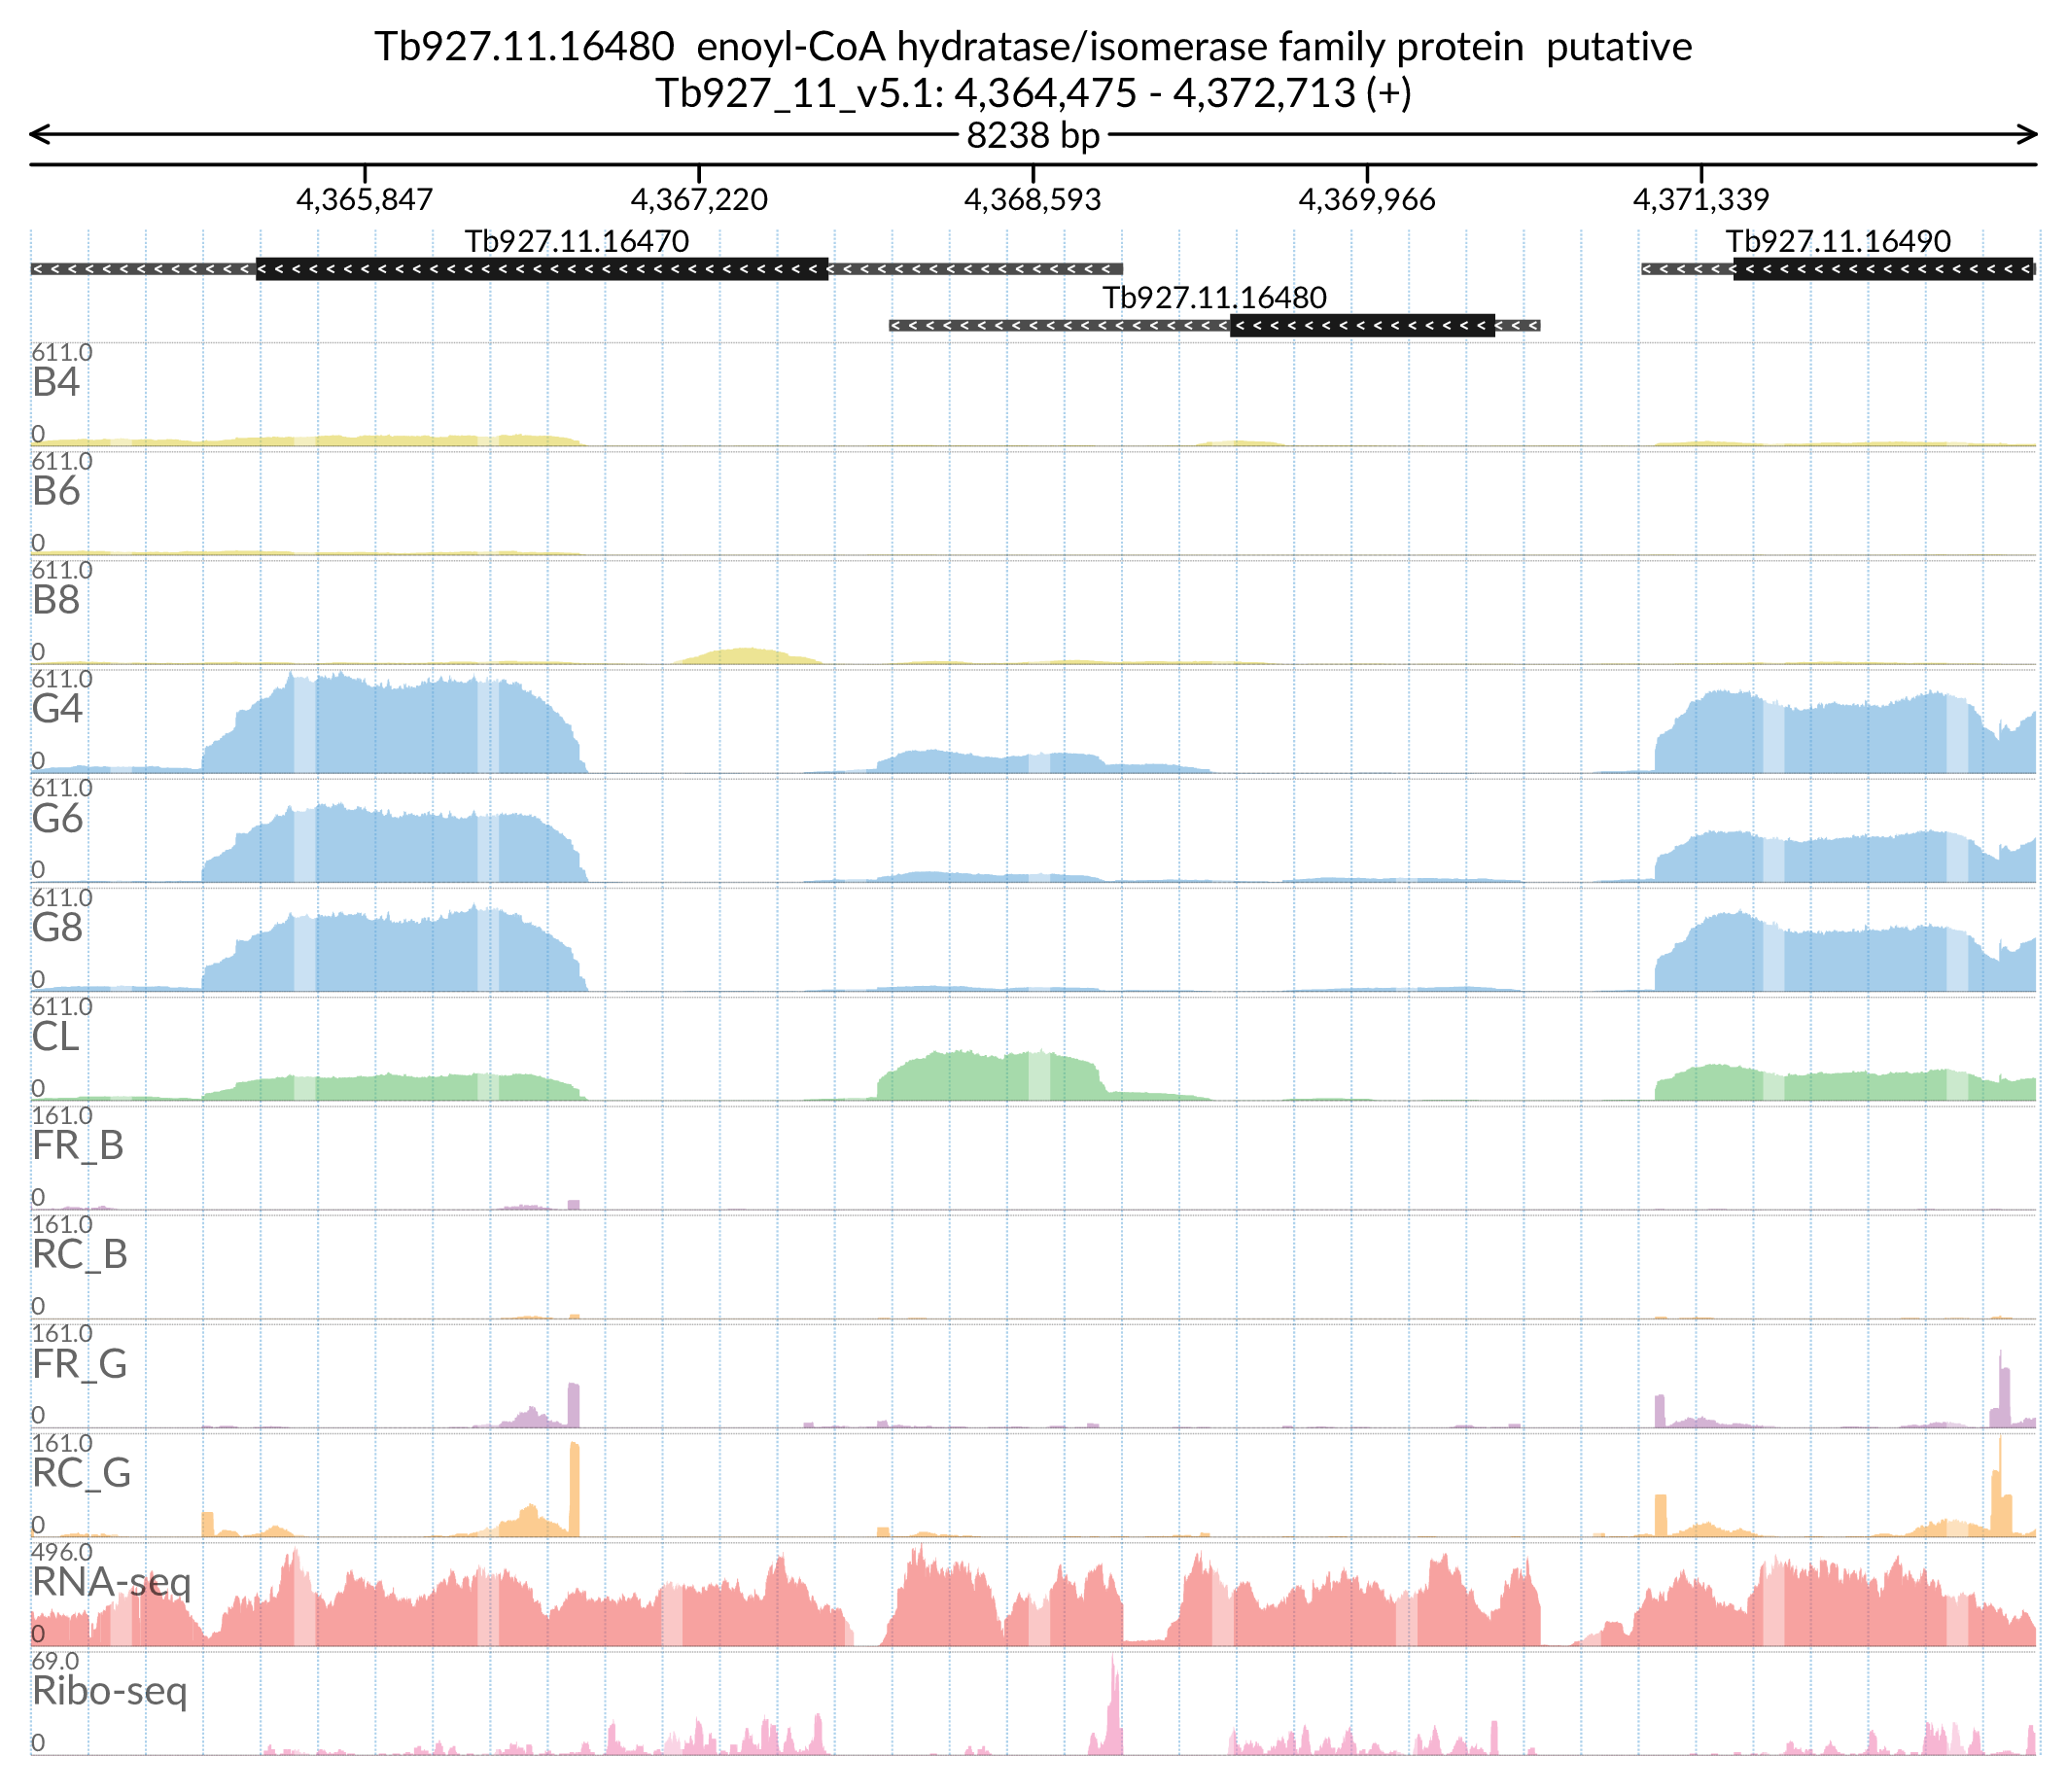 Tb927.11.16480  enoyl-CoA hydratase/isomerase family protein  putative
Tb927_11_v5.1: 4,364,475 - 4,372,713 (+)
8238 bp
4,365,847 4,367,220 4,368,593 4,369,966 4,371,339
Tb927.11.16470 Tb927.11.16490
Tb927.11.16480
611.0
B4
0
611.0
B6
0
611.0
B8
0
611.0
G4
0
611.0
G6
0
611.0
G8
0
611.0
CL
0
161.0
FR_B
0
161.0
RC_B
0
161.0
FR_G
0
161.0
RC_G
0
496.0
RNA-seq
0
69.0
Ribo-seq
0